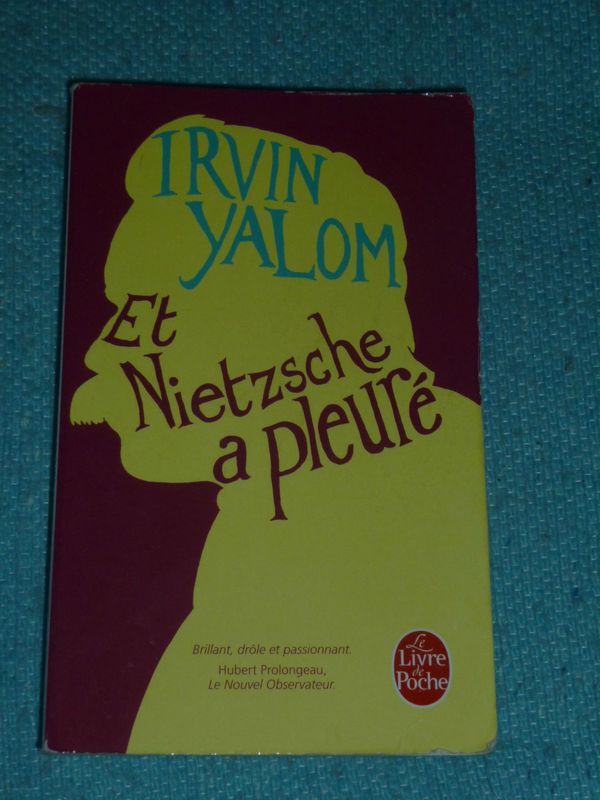 IRVIN
YALOM
Et
Nietzsche
a pleuré
Brillant, drôle et passionnant.
Hubert Prolongeau,
Le Nouvel Observateur.
Le
Livre
de
Poche